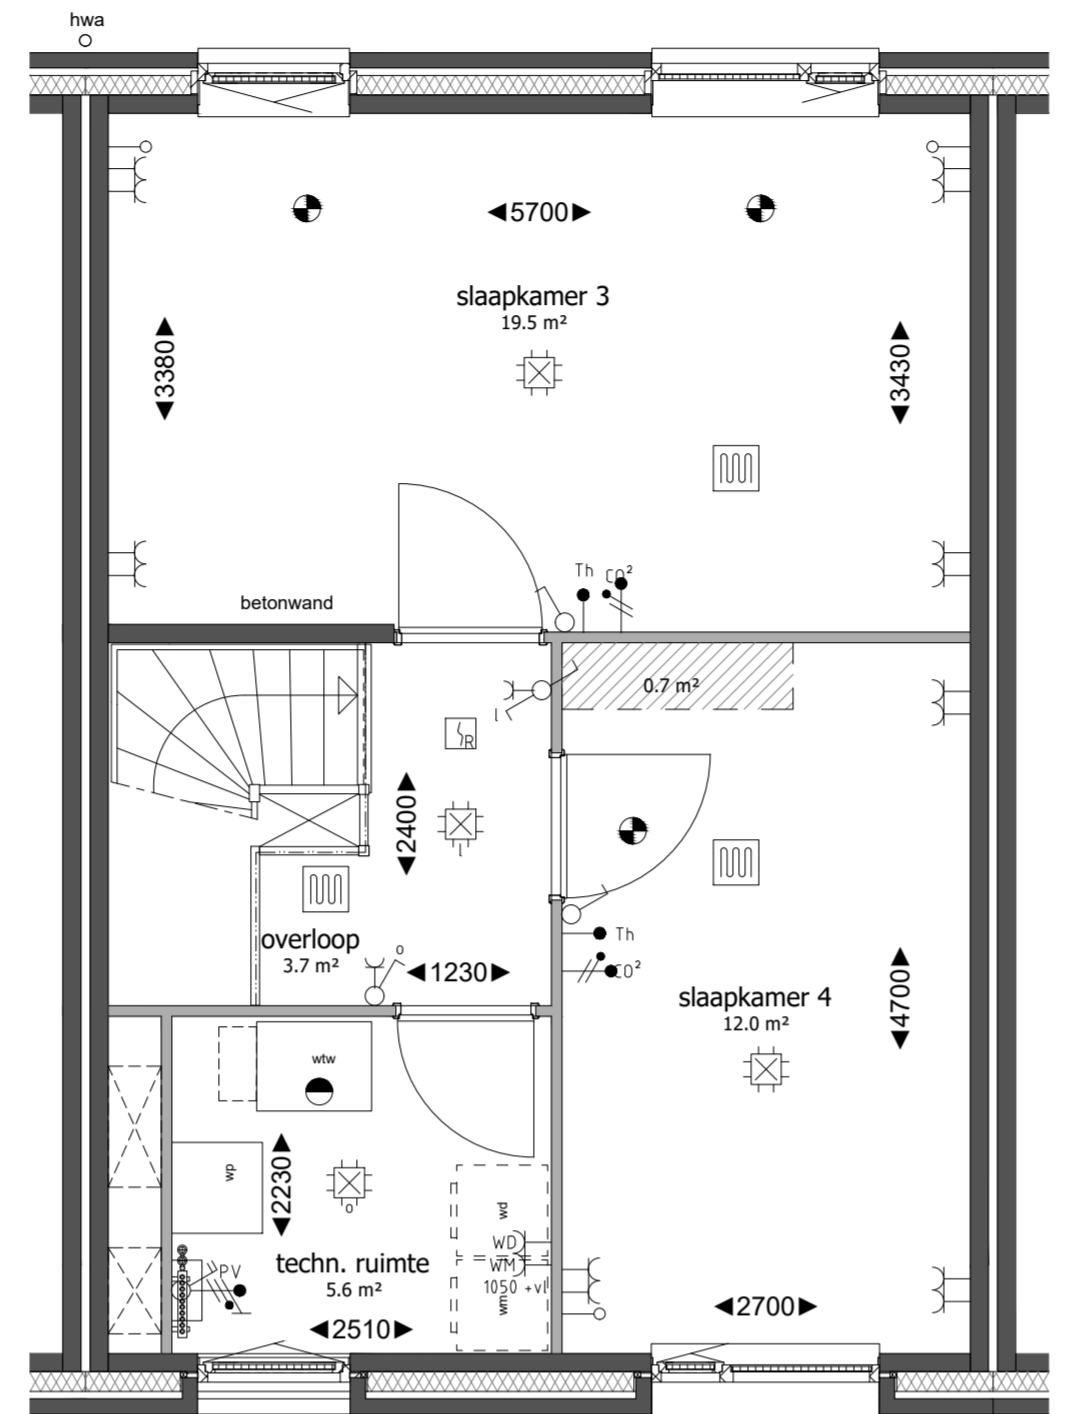 hwa
5700
slaapkamer 3
19.5 m²
3380
3430
Th
CO²
betonwand
0.7 m²
l
R
2400
l
overloop
3.7 m²
o
1230
Th
CO²
slaapkamer 4
12.0 m²
4700
wtw
wp
2230
o
wd
WD
WM
1050 +vl
wm
techn. ruimte
5.6 m²
PV
2510
2700